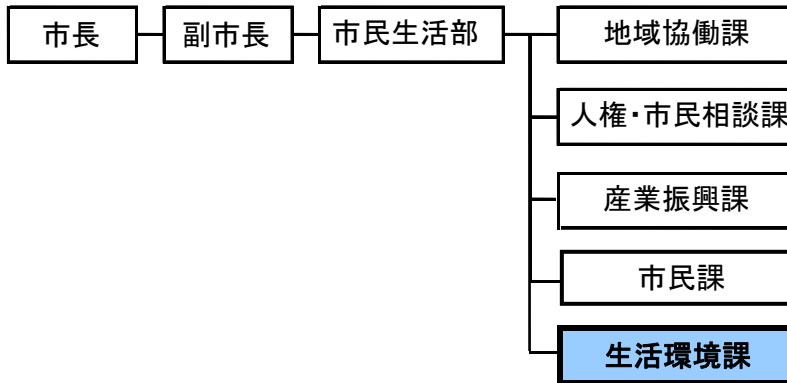 市長
副市長
市民生活部
地域協働課
人権・市民相談課
産業振興課
市民課
生活環境課